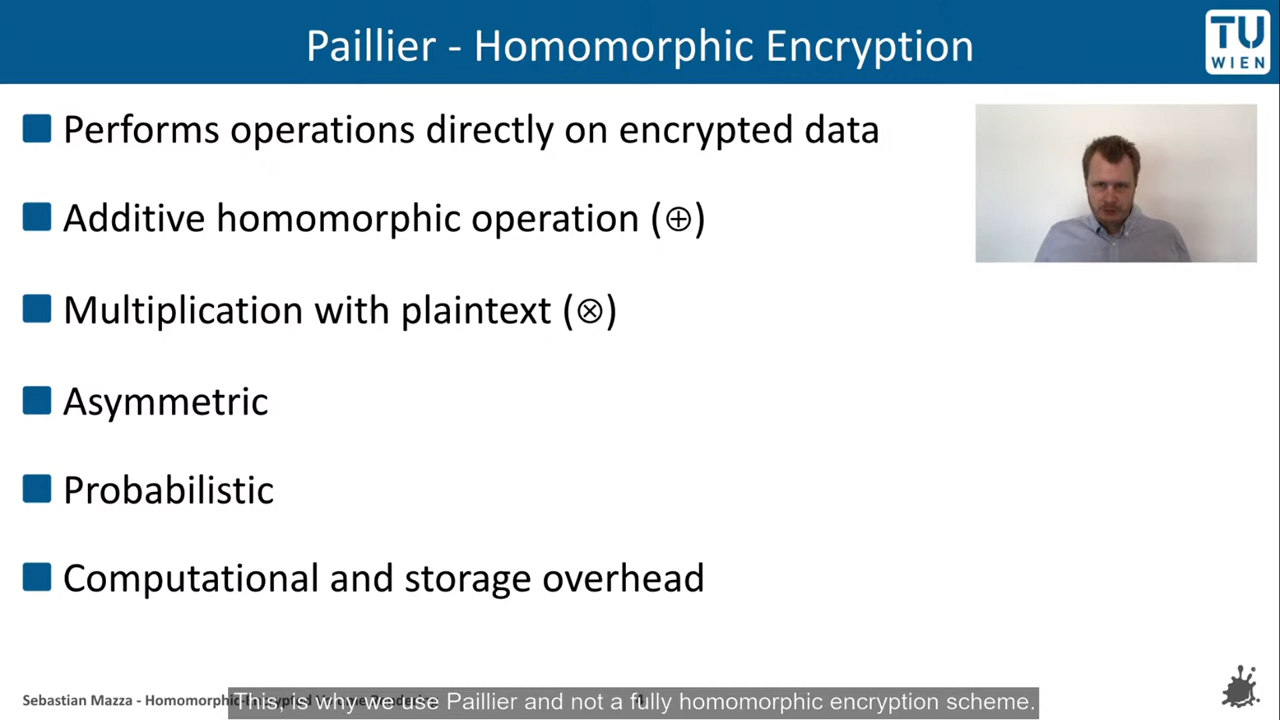 Paillier - Homomorphic Encryption
TU
WIEN
Performs operations directly on encrypted data
Additive homomorphic operation (⊕)
Multiplication with plaintext (⊗)
Asymmetric
Probabilistic
Computational and storage overhead
Sebastian Mazza - Homomorphic
This, is why we use Paillier and not a fully homomorphic encryption scheme.